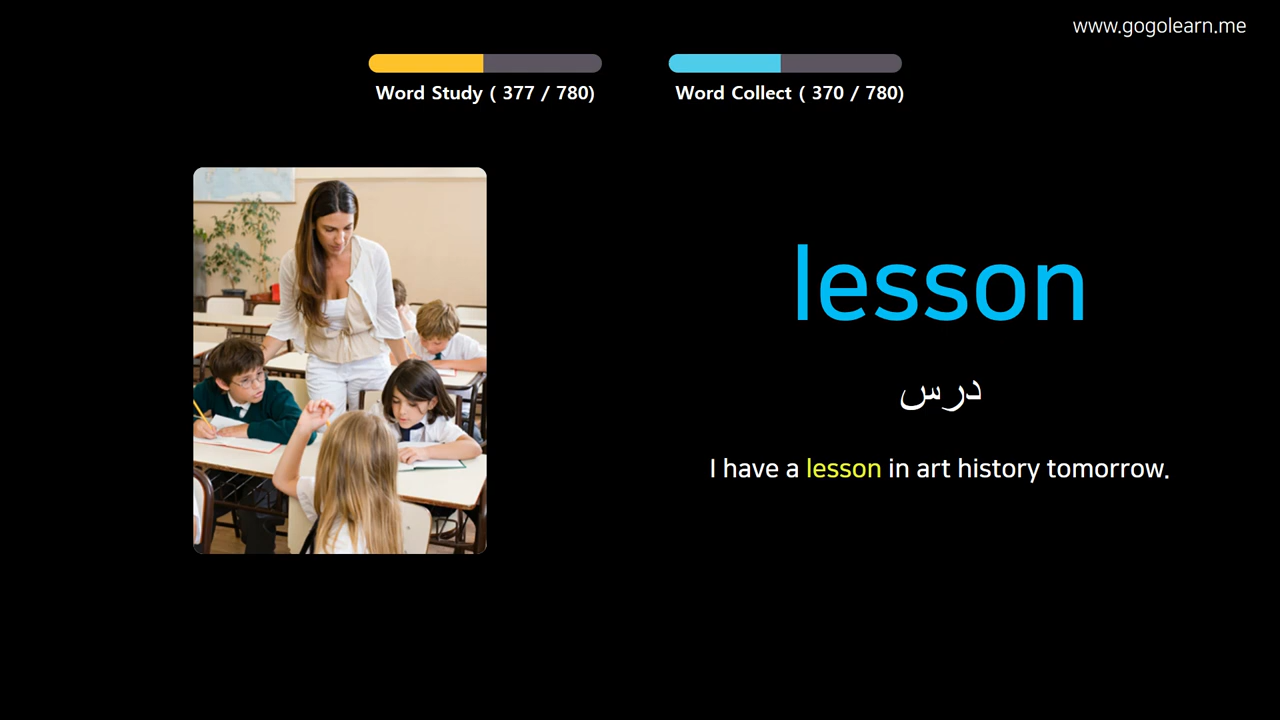 www.gogolearn.me
Word Study ( 377 / 780)
Word Collect ( 370 / 780)
lesson
درس
I have a lesson in art history tomorrow.